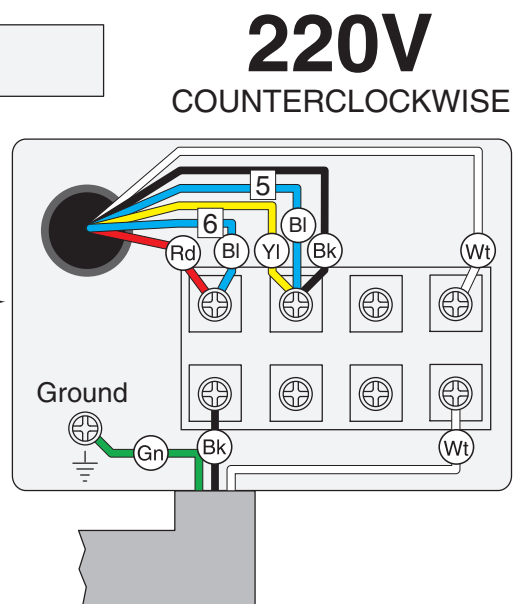 220V
COUNTERCLOCKWISE
5
6
Bl
Rd
Bl
Yl
Bk
Wt
Ground
Gn
Bk
Wt